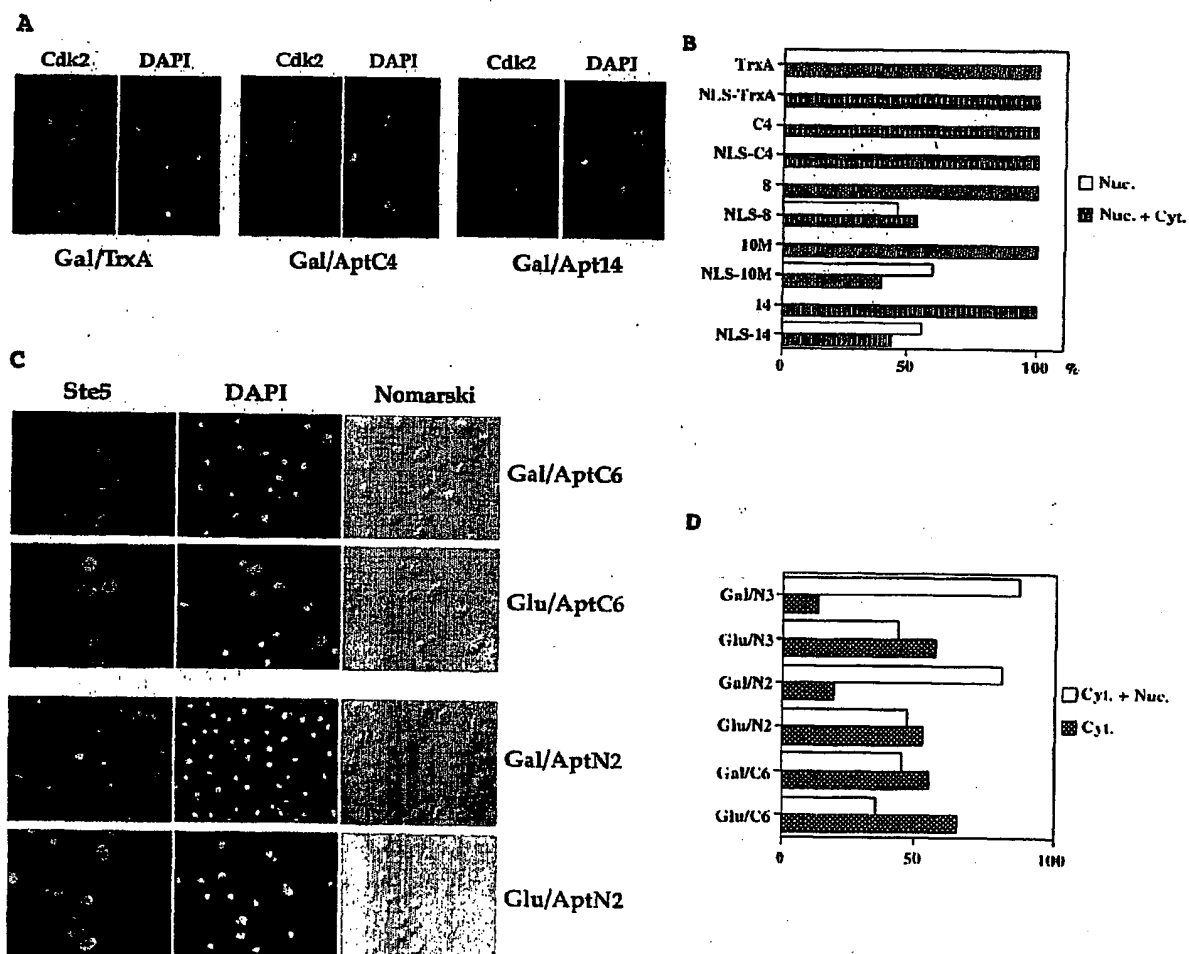 A
Cdk2 DAPI Cdk2 DAPI Cdk2 DAPI
Gal/TrxA Gal/AptC4 Gal/Apt14
B
TrxA
NLS-TrxA
C4
NLS-C4
8
NLS-8
10M
NLS-10M
14
NLS-14
0 50 100 %
Nuc.
Nuc. + Cyt.
C
Ste5 DAPI Nomarski
Gal/AptC6
Glu/AptC6
Gal/AptN2
Glu/AptN2
D
Gal/N3
Glu/N3
Gal/N2
Glu/N2
Gal/C6
Glu/C6
0 50 100
Cyt. + Nuc.
Cyt.